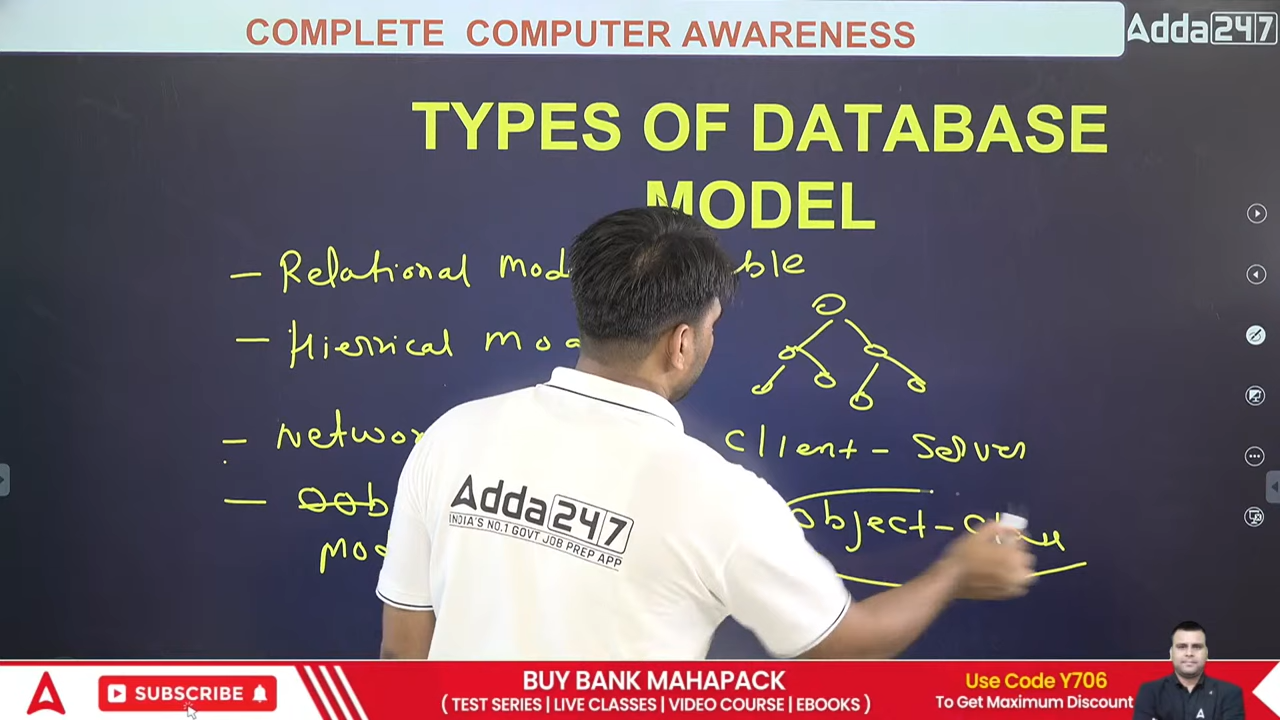 COMPLETE COMPUTER AWARENESS
Adda247
TYPES OF DATABASE
MODEL
- Relational mod ble
- Hierrical mo
- Networ client - Server
- object -
mo
Adda247
INDIA'S NO.1 GOVT JOB PREP APP
SUBSCRIBE
BUY BANK MAHAPACK
( TEST SERIES | LIVE CLASSES | VIDEO COURSE | EBOOKS )
Use Code Y706
To Get Maximum Discount